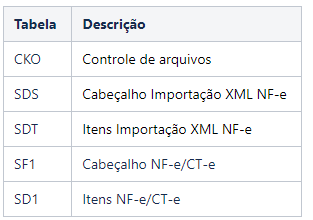 Tabela Descrição
CKO Controle de arquivos
SDS Cabeçalho Importação XML NF-e
SDT Itens Importação XML NF-e
SF1 Cabeçalho NF-e/CT-e
SD1 Itens NF-e/CT-e